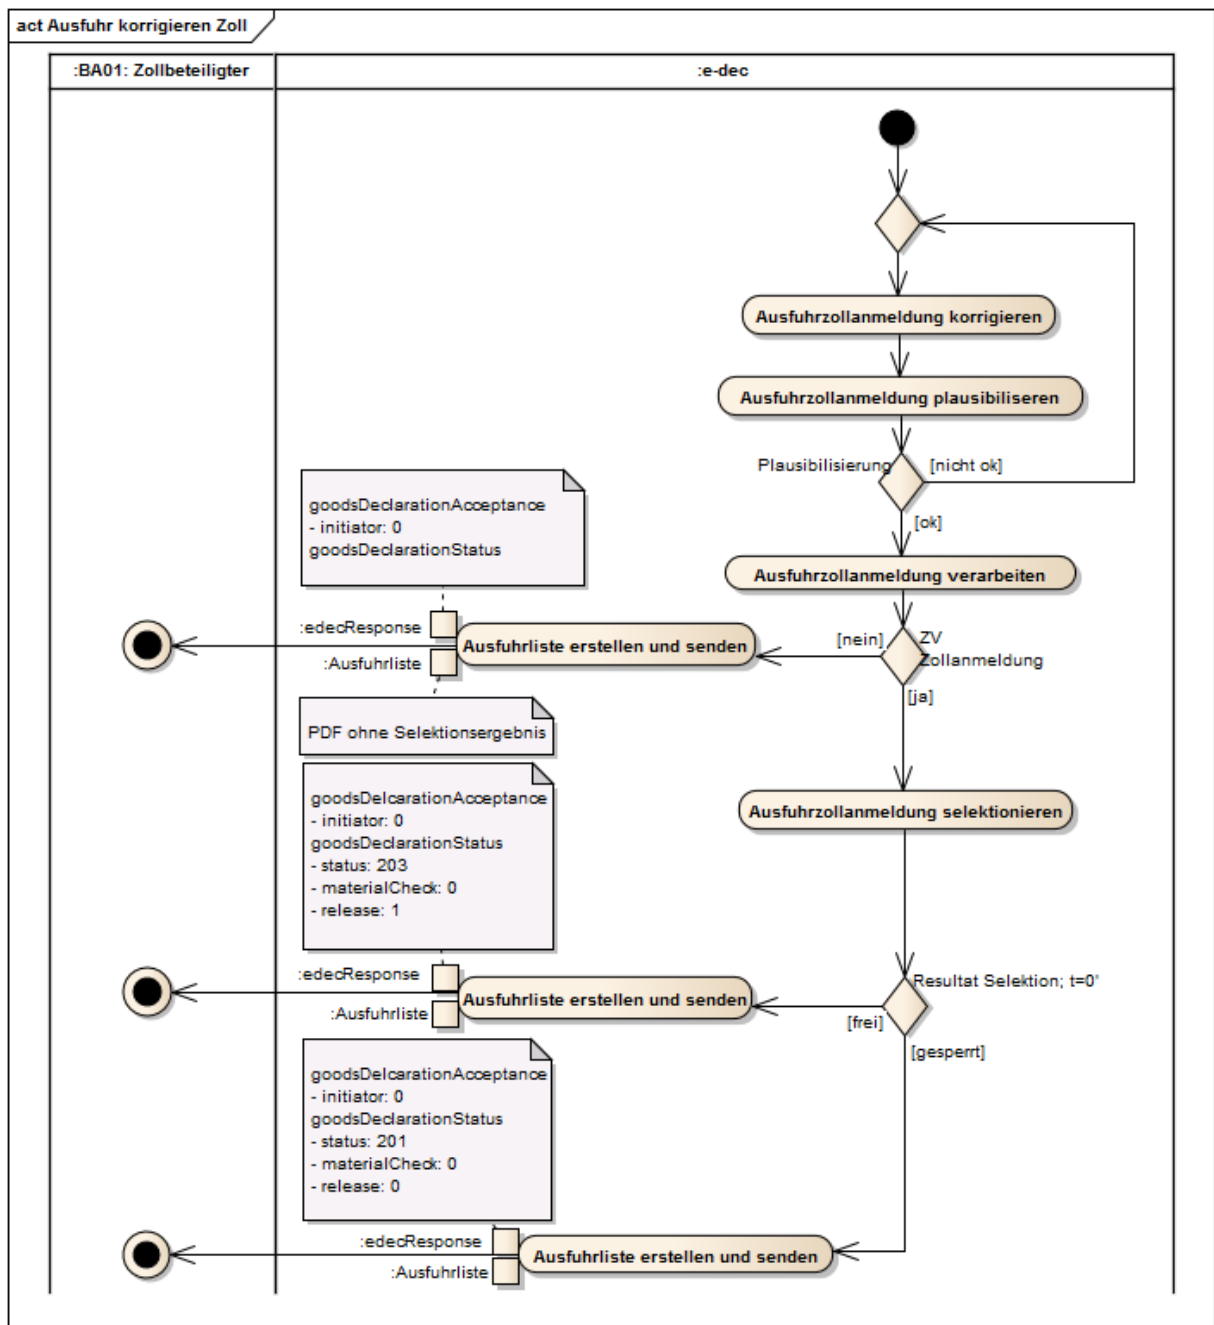 act Ausfuhr korrigieren Zoll
:BA01: Zollbeteiligter
:e-dec
Ausfuhrzollanmeldung korrigieren
Ausfuhrzollanmeldung plausibiliseren
Plausibilisierung
[nicht ok]
[ok]
goodsDeclarationAcceptance
- initiator: 0
goodsDeclarationStatus
Ausfuhrzollanmeldung verarbeiten
:edecResponse
:Ausfuhrliste
Ausfuhrliste erstellen und senden
[nein]
ZV
Zollanmeldung
[ja]
PDF ohne Selektionsergebnis
goodsDelcarationAcceptance
- initiator: 0
goodsDeclarationStatus
- status: 203
- materialCheck: 0
- release: 1
Ausfuhrzollanmeldung selektionieren
:edecResponse
:Ausfuhrliste
Ausfuhrliste erstellen und senden
Resultat Selektion; t=0'
[frei]
[gesperrt]
goodsDelcarationAcceptance
- initiator: 0
goodsDeclarationStatus
- status: 201
- materialCheck: 0
- release: 0
:edecResponse
:Ausfuhrliste
Ausfuhrliste erstellen und senden